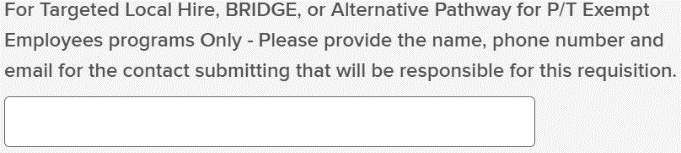 For Targeted Local Hire, BRIDGE, or Alternative Pathway for P/T Exempt
Employees programs Only - Please provide the name, phone number and
email for the contact submitting that will be responsible for this requisition.